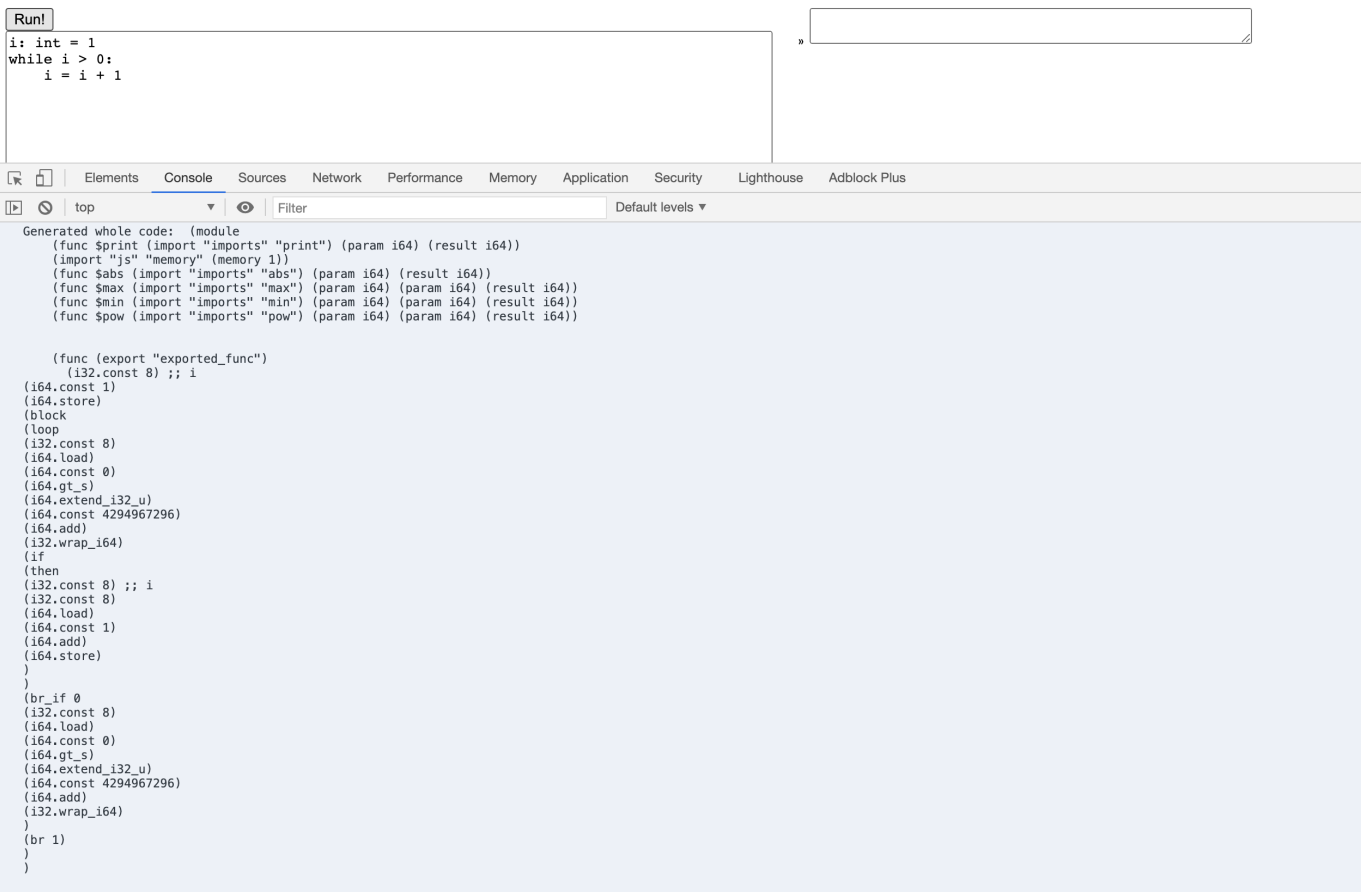 Run!
i: int = 1
while i > 0:
    i = i + 1
»
Elements Console Sources Network Performance Memory Application Security Lighthouse Adblock Plus
top ▼ Filter Default levels ▼
Generated whole code:  (module
    (func $print (import "imports" "print") (param i64) (result i64))
    (import "js" "memory" (memory 1))
    (func $abs (import "imports" "abs") (param i64) (result i64))
    (func $max (import "imports" "max") (param i64) (param i64) (result i64))
    (func $min (import "imports" "min") (param i64) (param i64) (result i64))
    (func $pow (import "imports" "pow") (param i64) (param i64) (result i64))
    (func (export "exported_func")
      (i32.const 8) ;; i
(i64.const 1)
(i64.store)
(block
(loop
(i32.const 8)
(i64.load)
(i64.const 0)
(i64.gt_s)
(i64.extend_i32_u)
(i64.const 4294967296)
(i64.add)
(i32.wrap_i64)
(if
(then
(i32.const 8) ;; i
(i32.const 8)
(i64.load)
(i64.const 1)
(i64.add)
(i64.store)
)
)
(br_if 0
(i32.const 8)
(i64.load)
(i64.const 0)
(i64.gt_s)
(i64.extend_i32_u)
(i64.const 4294967296)
(i64.add)
(i32.wrap_i64)
)
(br 1)
)
)